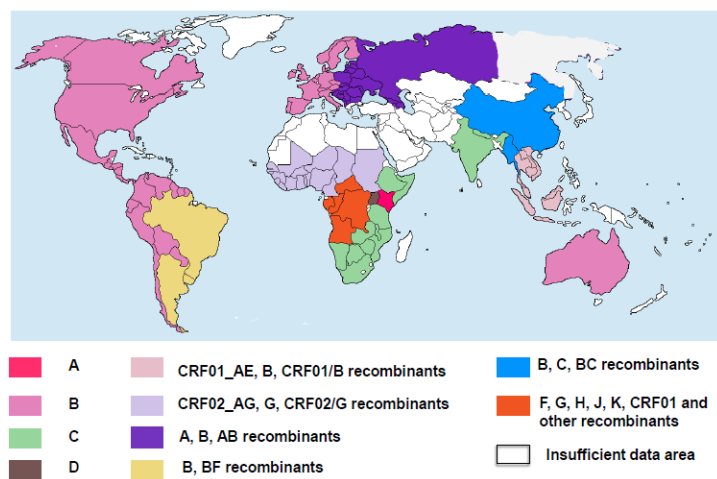 A
B
C
D
CRF01_AE, B, CRF01/B recombinants
CRF02_AG, G, CRF02/G recombinants
A, B, AB recombinants
B, BF recombinants
B, C, BC recombinants
F, G, H, J, K, CRF01 and
other recombinants
Insufficient data area